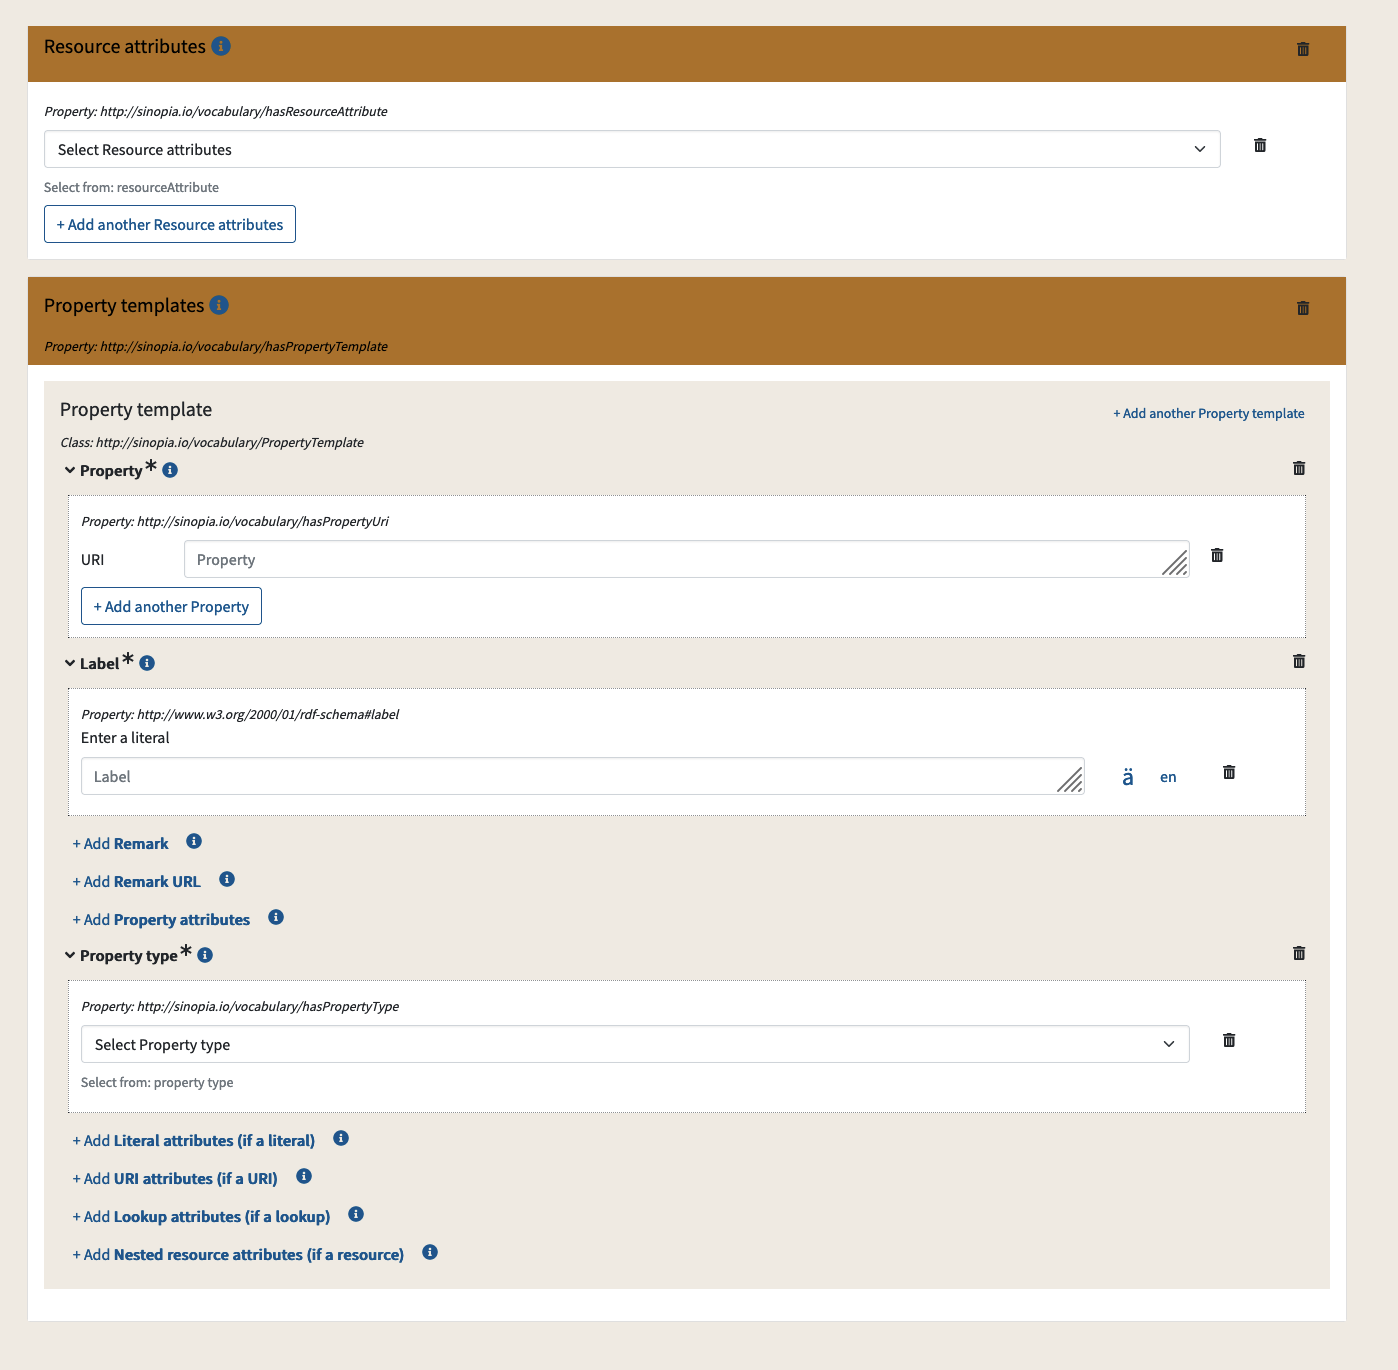 Resource attributes
Property: http://sinopia.io/vocabulary/hasResourceAttribute
Select Resource attributes
Select from: resourceAttribute
+ Add another Resource attributes
Property templates
Property: http://sinopia.io/vocabulary/hasPropertyTemplate
Property template
+ Add another Property template
Class: http://sinopia.io/vocabulary/PropertyTemplate
Property*
Property: http://sinopia.io/vocabulary/hasPropertyUri
URI Property
+ Add another Property
Label*
Property: http://www.w3.org/2000/01/rdf-schema#label
Enter a literal
Label ä en
+ Add Remark
+ Add Remark URL
+ Add Property attributes
Property type*
Property: http://sinopia.io/vocabulary/hasPropertyType
Select Property type
Select from: property type
+ Add Literal attributes (if a literal)
+ Add URI attributes (if a URI)
+ Add Lookup attributes (if a lookup)
+ Add Nested resource attributes (if a resource)